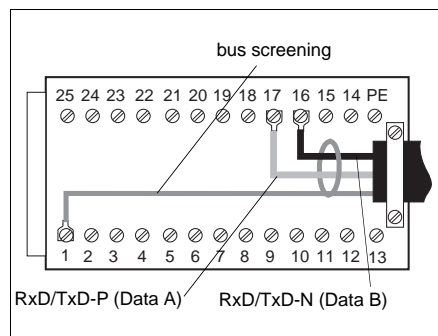 bus screening
25 24 23 22 21 20 19 18 17 16 15 14 PE
1 2 3 4 5 6 7 8 9 10 11 12 13
RxD/TxD-P (Data A) RxD/TxD-N (Data B)